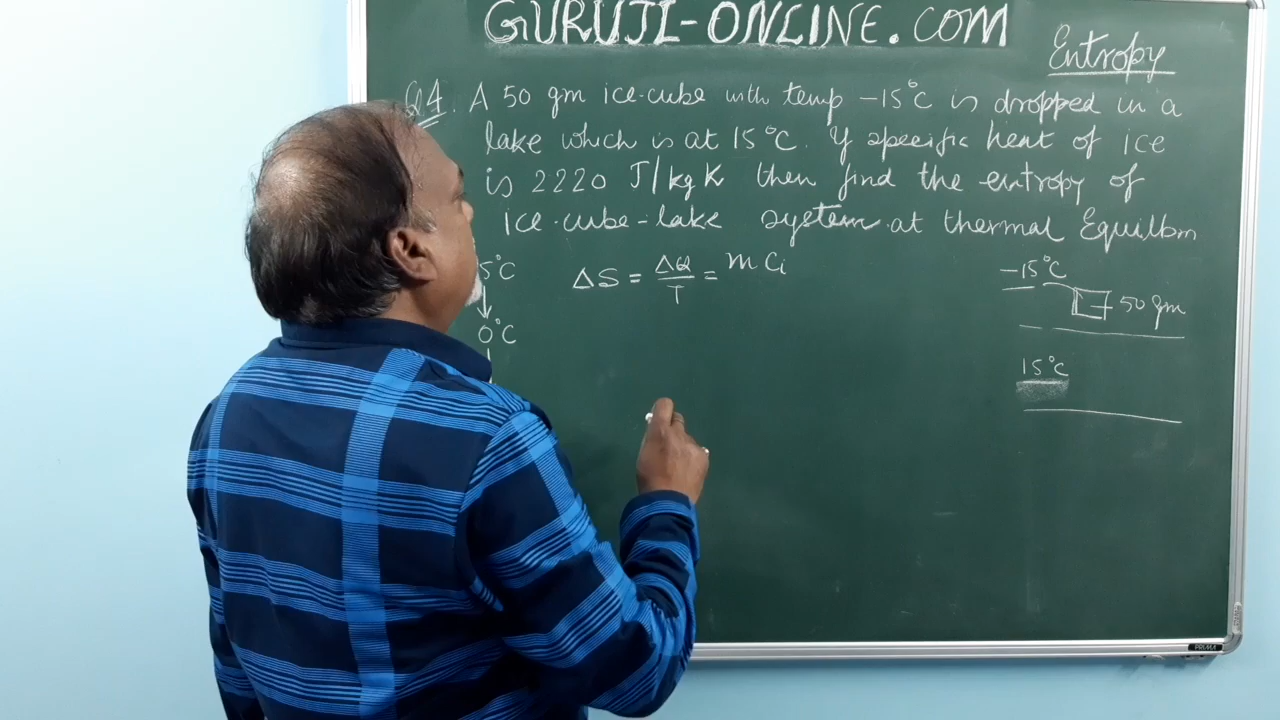 GURUJI-ONLINE.COM
Entropy
Q4. A 50 gm ice-cube with temp -15°C is dropped in a
lake which is at 15°C. If specific heat of ice
is 2220 J/kg K then find the entropy of
ice-cube-lake system at thermal Equilbm
5°C
0°C
ΔS = ΔQ/T = m Ci
-15°C
50 gm
15°C
PRIMA